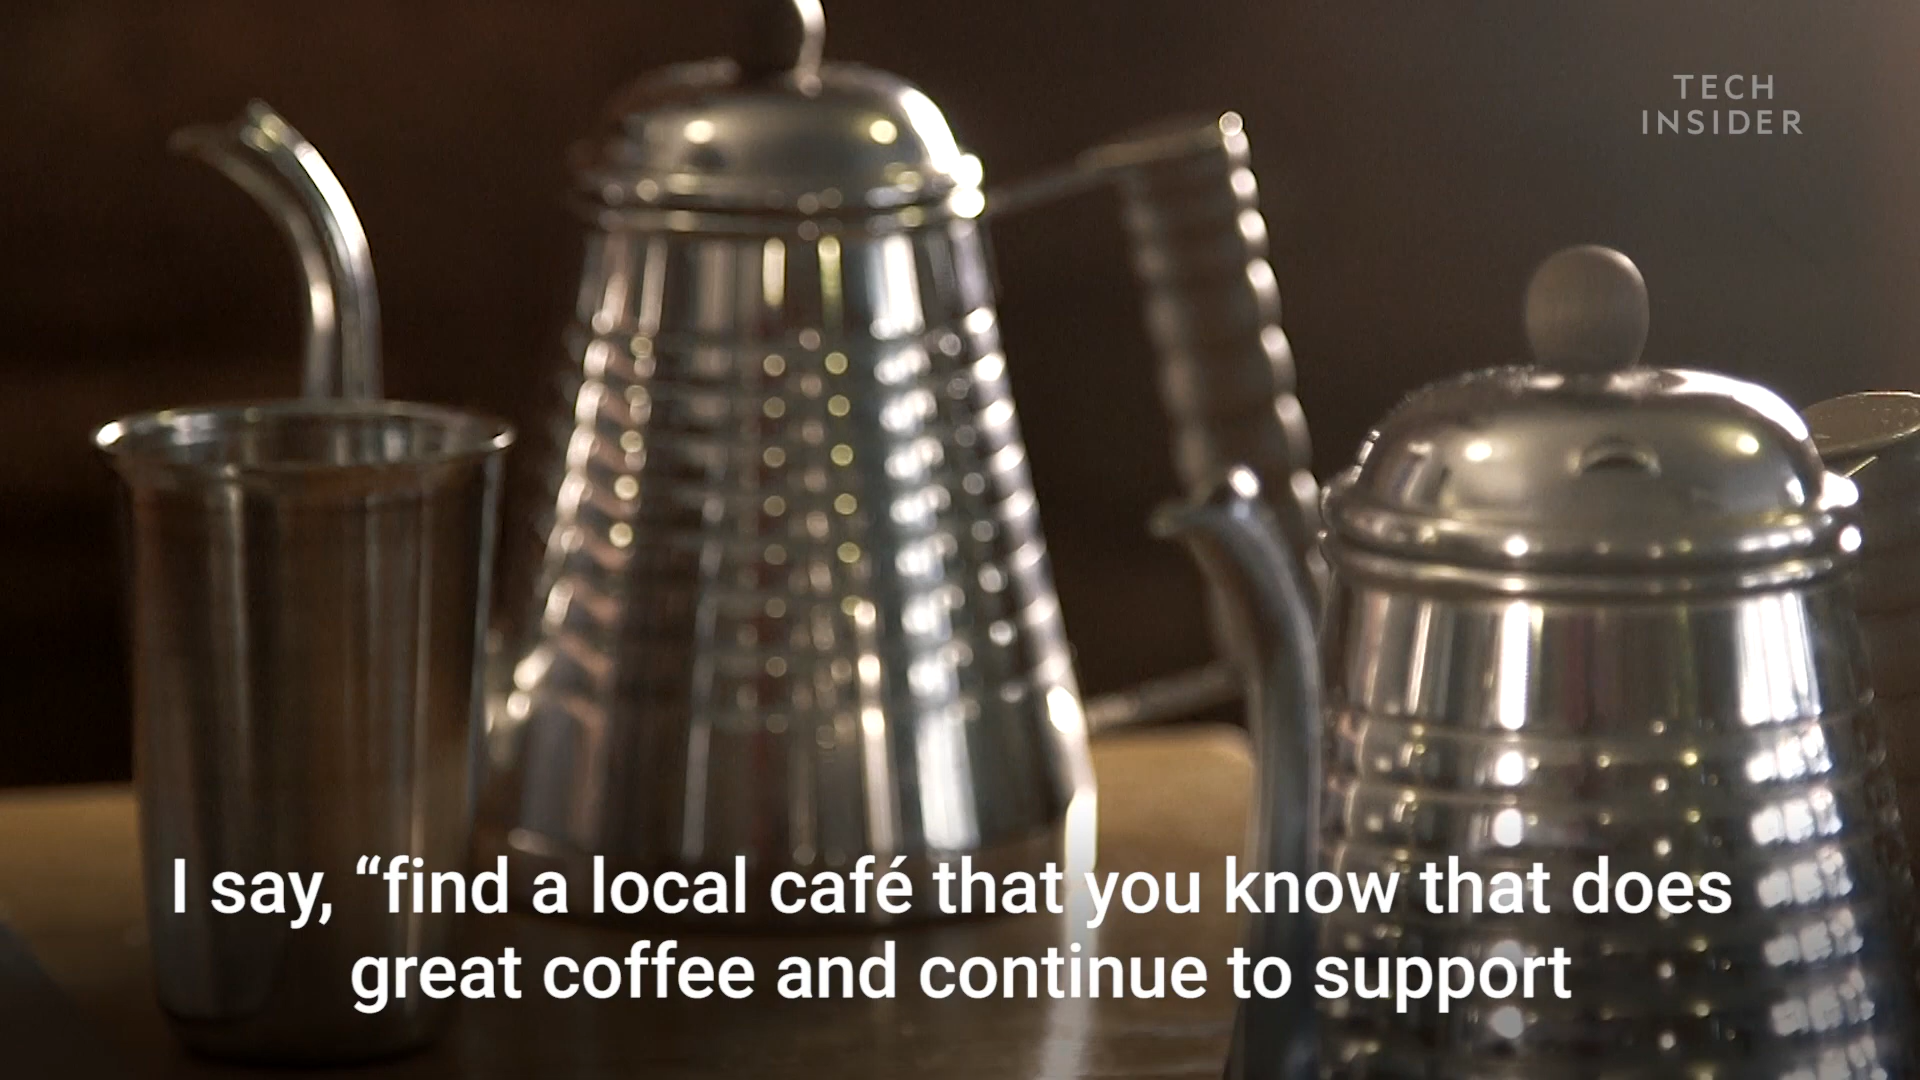 TECH
INSIDER
I say, “find a local café that you know that does
great coffee and continue to support